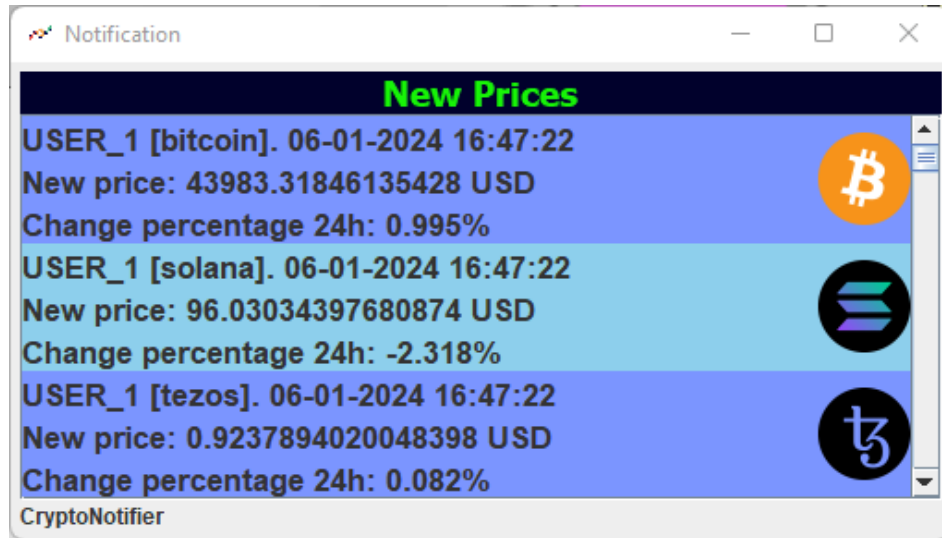 Notification
New Prices
USER_1 [bitcoin]. 06-01-2024 16:47:22
New price: 43983.31846135428 USD
Change percentage 24h: 0.995%
USER_1 [solana]. 06-01-2024 16:47:22
New price: 96.03034397680874 USD
Change percentage 24h: -2.318%
USER_1 [tezos]. 06-01-2024 16:47:22
New price: 0.9237894020048398 USD
Change percentage 24h: 0.082%
CryptoNotifier